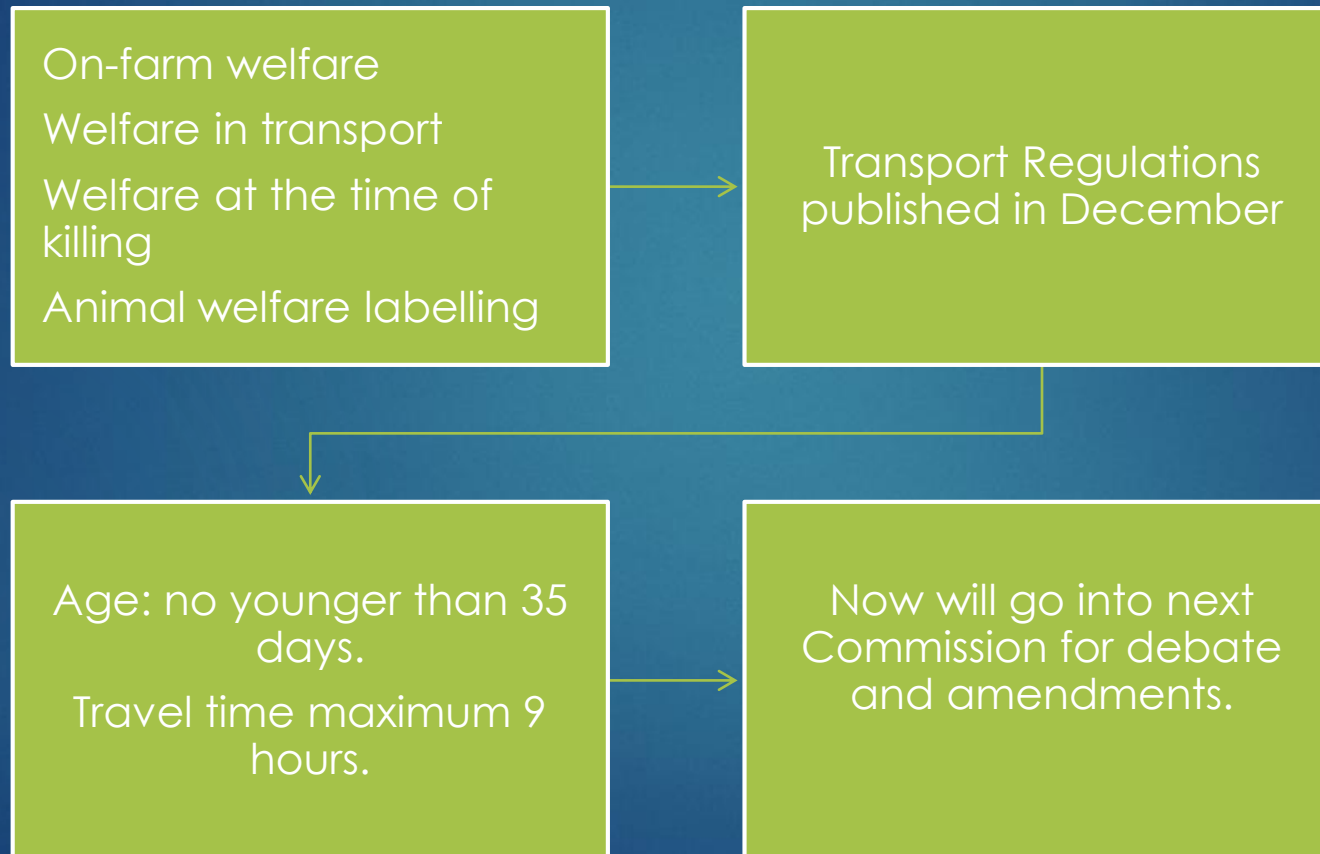 On-farm welfare
Welfare in transport
Welfare at the time of
killing
Animal welfare labelling
Transport Regulations
published in December
Age: no younger than 35
days.
Travel time maximum 9
hours.
Now will go into next
Commission for debate
and amendments.